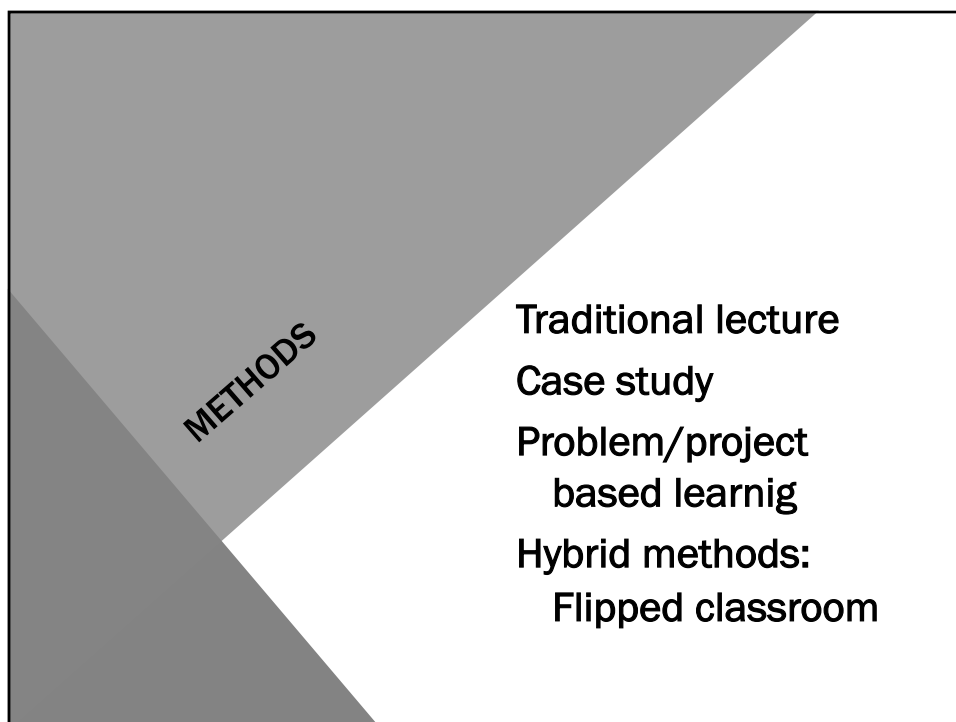 METHODS
Traditional lecture
Case study
Problem/project
based learnig
Hybrid methods:
Flipped classroom